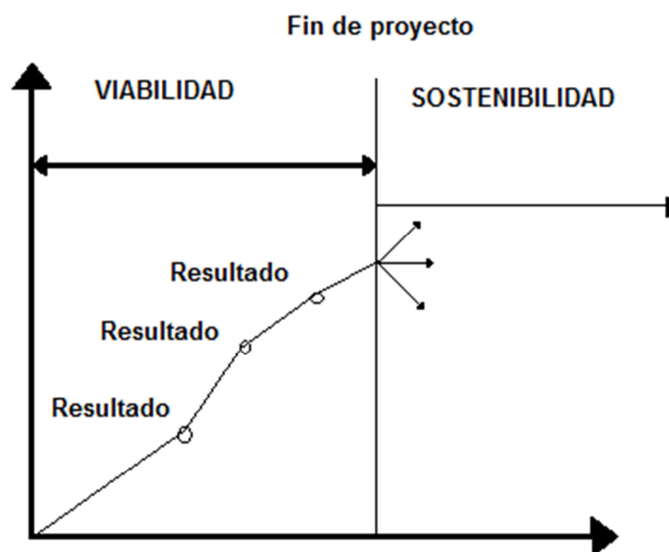 Fin de proyecto
VIABILIDAD
SOSTENIBILIDAD
Resultado
Resultado
Resultado